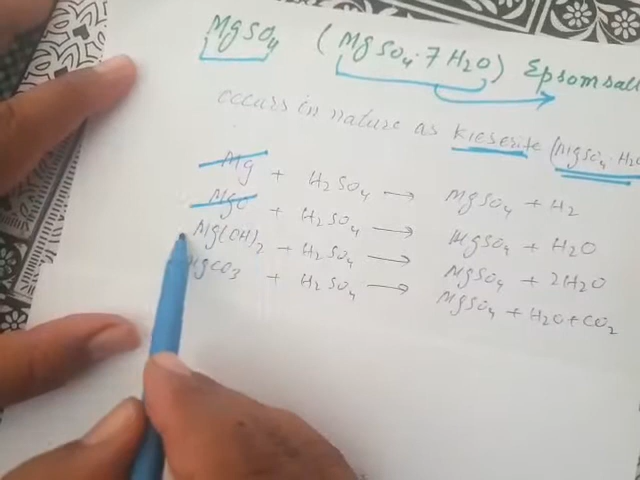 MgSO₄ (MgSO₄·7H₂O) Epsom salt
occurs in nature as kieserite (MgSO₄·H₂O
Mg + H₂SO₄ → MgSO₄ + H₂
MgO + H₂SO₄ → MgSO₄ + H₂O
Mg(OH)₂ + H₂SO₄ → MgSO₄ + 2H₂O
MgCO₃ + H₂SO₄ → MgSO₄ + H₂O + CO₂